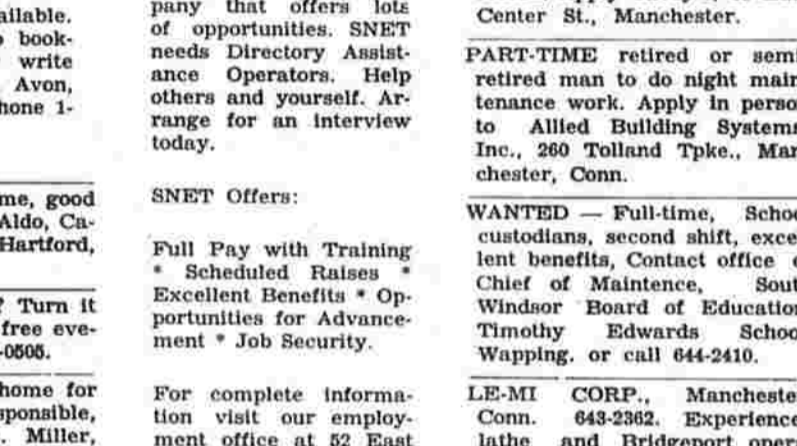 ailable.
book-
write
Avon,
hone 1-
me, good
Aldo, Ca-
Hartford,
? Turn it
free eve-
-0505.
home for
sponsible,
. Miller,
pany that offers lots
of opportunities. SNET
needs Directory Assist-
ance Operators. Help
others and yourself. Ar-
range for an interview
today.
SNET Offers:
Full Pay with Training
* Scheduled Raises *
Excellent Benefits * Op-
portunities for Advance-
ment * Job Security.
For complete informa-
tion visit our employ-
ment office at 52 East
Center St., Manchester.
PART-TIME retired or semi
retired man to do night main
tenance work. Apply in perso
to Allied Building Systems
Inc., 260 Tolland Tpke., Man
chester, Conn.
WANTED — Full-time, Schoo
custodians, second shift, excel
lent benefits, Contact office o
Chief of Maintence, Sout
Windsor Board of Education
Timothy Edwards Schoo
Wapping. or call 644-2410.
LE-MI CORP., Mancheste
Conn. 643-2362. Experience
lathe and Bridgeport oper